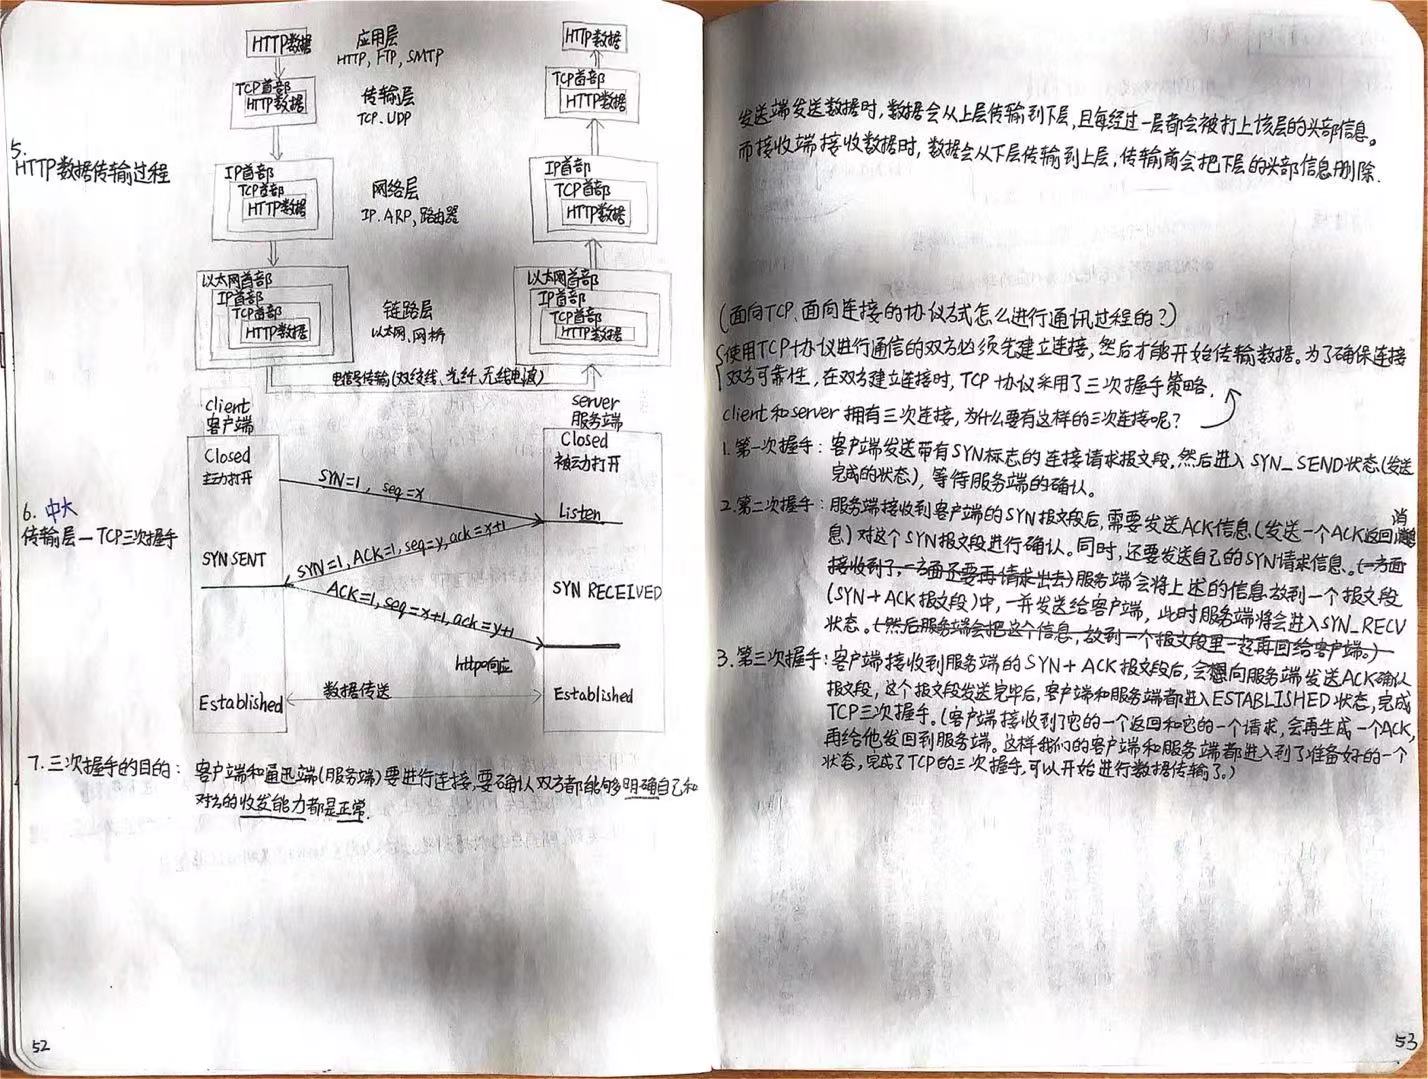 HTTP数据
应用层
HTTP, FTP, SMTP
HTTP数据
TCP首部
HTTP数据
传输层
TCP、UDP
TCP首部
HTTP数据
5.
HTTP数据传输过程
IP首部
TCP首部
HTTP数据
网络层
IP、ARP, 路由器
IP首部
TCP首部
HTTP数据
以太网首部
IP首部
TCP首部
HTTP数据
链路层
以太网、网桥
以太网首部
IP首部
TCP首部
HTTP数据
电信号传输(双绞线、光纤、无线电波)
client
客户端
server
服务端
Closed
主动打开
Closed
被动打开
SYN=1, seq=x
Listen
6. 中大
传输层—TCP三次握手
SYN SENT
SYN=1, ACK=1, seq=y, ack=x+1
SYN RECEIVED
ACK=1, seq=x+1, ack=y+1
http响应
Established
数据传送
Established
7. 三次握手的目的: 客户端和通迅端(服务端)要进行连接,要确认双方都能够明确自己和
对方的收发能力都是正常.
52
发送端发送数据时, 数据会从上层传输到下层, 且每经过一层都会被打上该层的头部信息。
而接收端接收数据时, 数据会从下层传输到上层, 传输前会把下层的头部信息删除.
(面向TCP、面向连接的协议方式怎么进行通讯过程的?)
使用TCP协议进行通信的双方必须先建立连接, 然后才能开始传输数据。为了确保连接
双方可靠性, 在双方建立连接时, TCP协议采用了三次握手策略.
client和server 拥有三次连接, 为什么要有这样的三次连接呢?
1. 第一次握手: 客户端发送带有SYN标志的连接请求报文段, 然后进入SYN_SEND状态(发送
完成的状态), 等待服务端的确认。
2. 第二次握手: 服务端接收到客户端的SYN报文段后, 需要发送ACK信息(发送一个ACK返回消
息)对这个SYN报文段进行确认。同时, 还要发送自己的SYN请求信息。(一方面
接收到了, 一方面还要再请求出去)服务端会将上述的信息放到一个报文段
(SYN+ACK报文段)中, 一并发送给客户端, 此时服务端将会进入SYN_RECV
状态。(然后服务端会把这个信息, 放到一个报文段里一起再回给客户端。)
3. 第三次握手: 客户端接收到服务端的SYN+ACK报文段后, 会想向服务端发送ACK确认
报文段, 这个报文段发送完毕后, 客户端和服务端都进入ESTABLISHED状态, 完成
TCP三次握手。(客户端接收到了它的一个返回和它的一个请求, 会再生成一个ACK,
再给他发回到服务端。这样我们的客户端和服务端都进入到了准备好的一个
状态, 完成了TCP的三次握手, 可以开始进行数据传输了。)
53